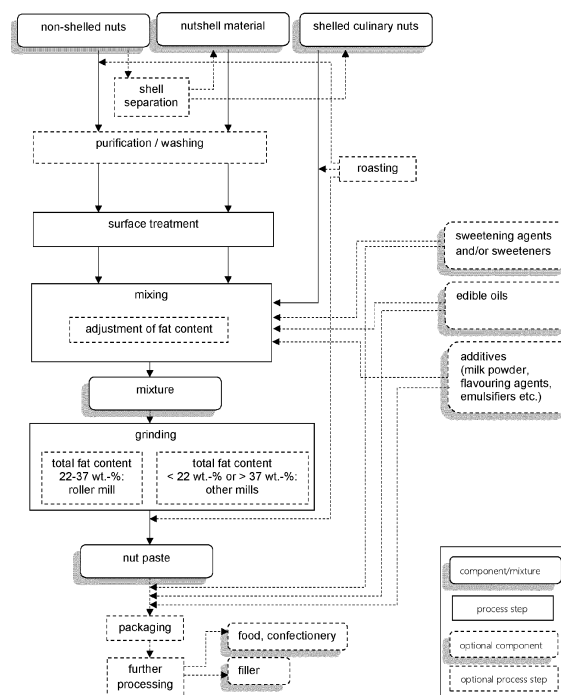 non-shelled nuts
nutshell material
shelled culinary nuts
shell
separation
purification / washing
roasting
surface treatment
sweetening agents
and/or sweeteners
mixing
adjustment of fat content
edible oils
additives
(milk powder,
flavouring agents,
emulsifiers etc.)
mixture
grinding
total fat content
22-37 wt.-%:
roller mill
total fat content
< 22 wt.-% or > 37 wt.-%:
other mills
nut paste
packaging
food, confectionery
further
processing
filler
component/mixture
process step
optional component
optional process step